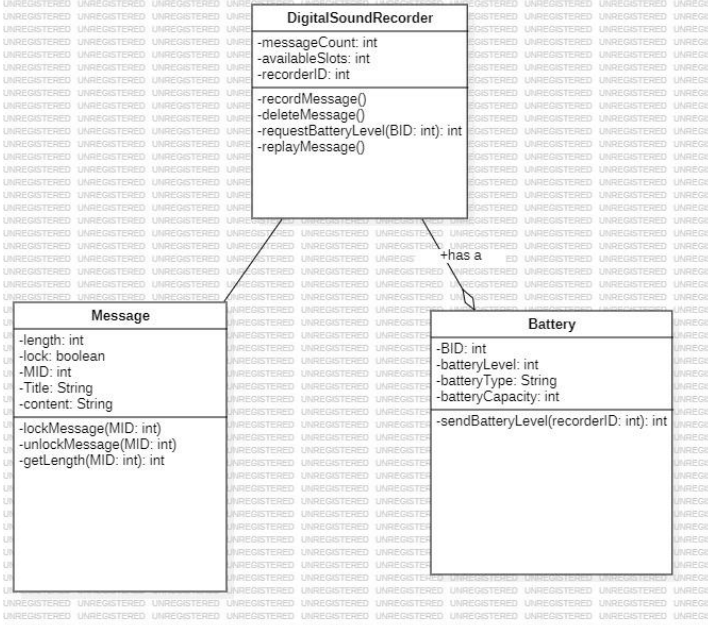 DigitalSoundRecorder
-messageCount: int
-availableSlots: int
-recorderID: int
-recordMessage()
-deleteMessage()
-requestBatteryLevel(BID: int): int
-replayMessage()
+has a
Message
-length: int
-lock: boolean
-MID: int
-Title: String
-content: String
-lockMessage(MID: int)
-unlockMessage(MID: int)
-getLength(MID: int): int
Battery
-BID: int
-batteryLevel: int
-batteryType: String
-batteryCapacity: int
-sendBatteryLevel(recorderID: int): int
UNREGISTERED